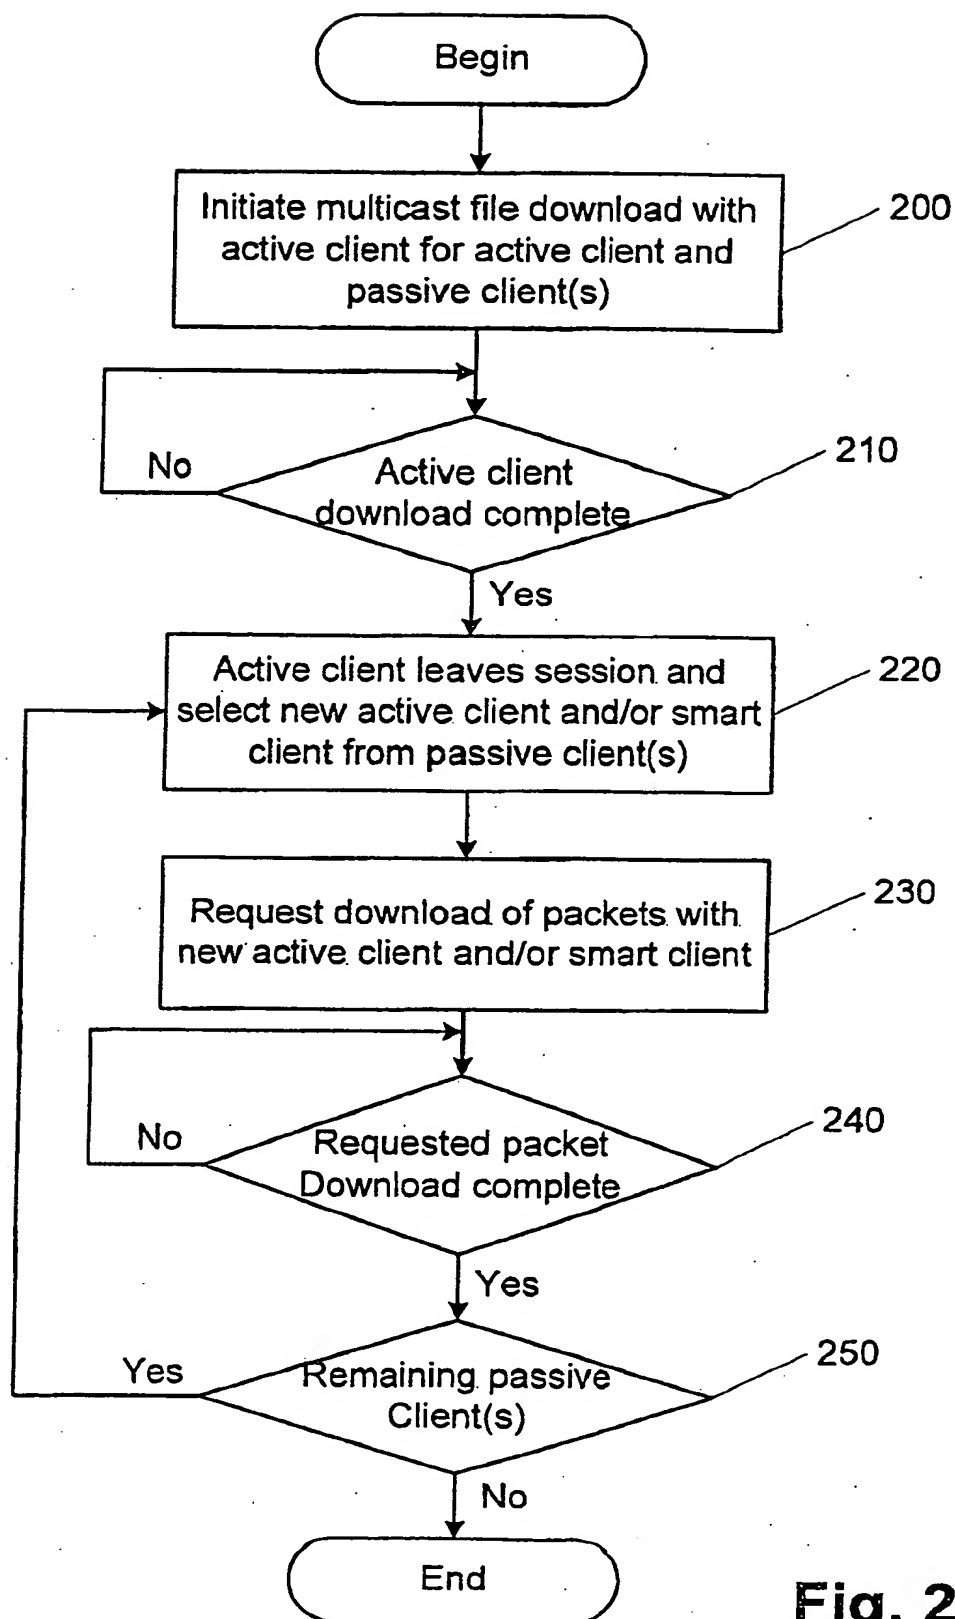 Begin
Initiate multicast file download with
active client for active client and
passive client(s)
200
No
Active client
download complete
210
Yes
Active client leaves session and
select new active client and/or smart
client from passive client(s)
220
Request download of packets with
new active client and/or smart client
230
No
Requested packet
Download complete
240
Yes
Yes
Remaining passive
Client(s)
250
No
End
Fig. 2